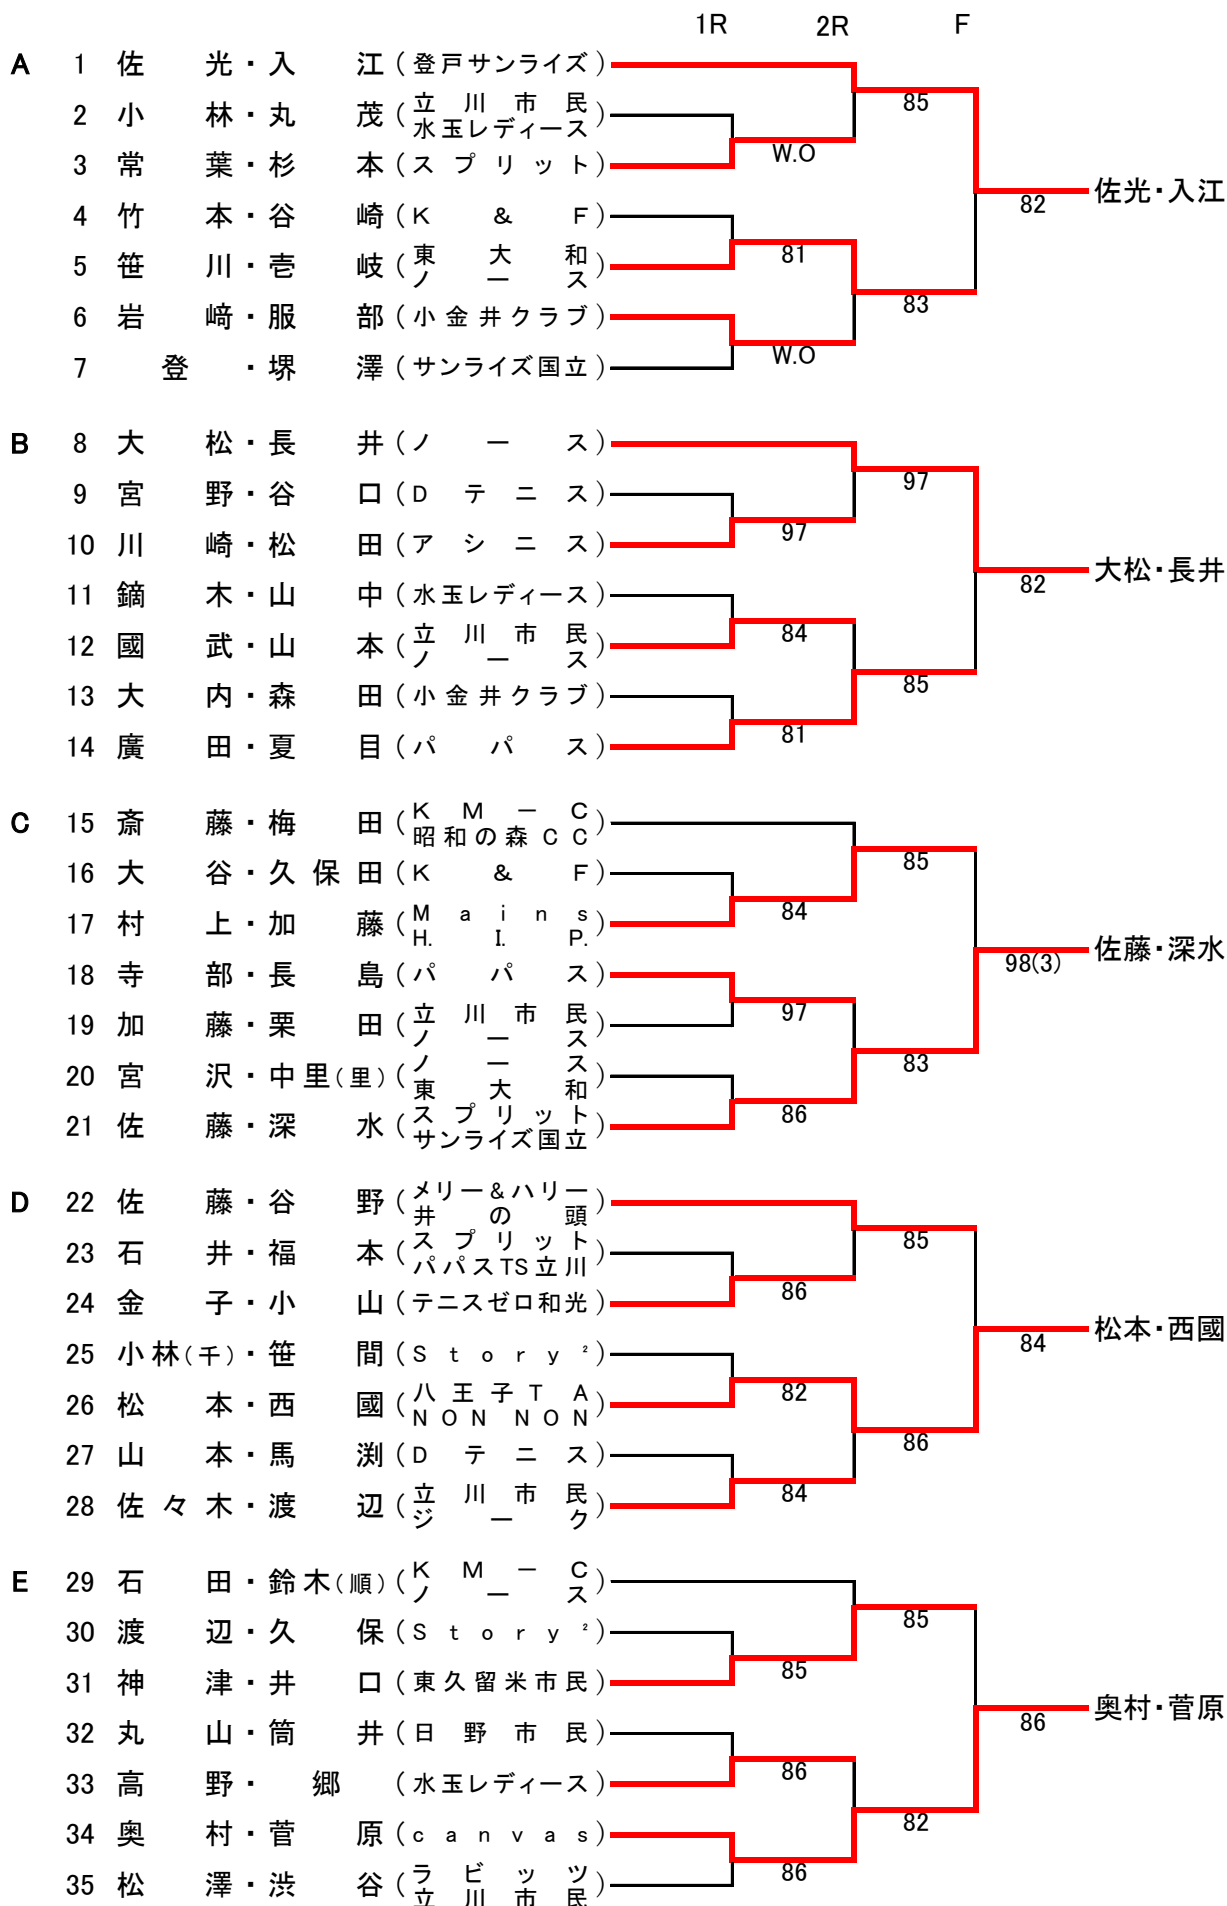 1R 2R F
A 1 佐 光・入 江(登戸サンライズ)
85
2 小 林・丸 茂(立川市民
水玉レディース)
W.O
3 常 葉・杉 本(スプリット)
82 佐光・入江
4 竹 本・谷 崎(K & F)
81
5 笹 川・壱 岐(東大和
ノース)
83
6 岩 﨑・服 部(小金井クラブ)
W.O
7 登 ・堺 澤(サンライズ国立)
B 8 大 松・長 井(ノース)
97
9 宮 野・谷 口(Dテニス)
97
10 川 崎・松 田(アシニス)
82 大松・長井
11 鏑 木・山 中(水玉レディース)
84
12 國 武・山 本(立川市民
ノース)
85
13 大 内・森 田(小金井クラブ)
81
14 廣 田・夏 目(パパス)
C 15 斎 藤・梅 田(KM-C
昭和の森CC)
85
16 大 谷・久保田(K & F)
84
17 村 上・加 藤(Mains
H.I.P.)
98(3) 佐藤・深水
18 寺 部・長 島(パパス)
97
19 加 藤・栗 田(立川市民
ノース)
83
20 宮 沢・中里(里)(ノース
東大和)
86
21 佐 藤・深 水(スプリット
サンライズ国立)
D 22 佐 藤・谷 野(メリー&ハリー
井の頭)
85
23 石 井・福 本(スプリット
パパスTS立川)
86
24 金 子・小 山(テニスゼロ和光)
84 松本・西國
25 小林(千)・笹 間(Story²)
82
26 松 本・西 國(八王子TA
NON NON)
86
27 山 本・馬 渕(Dテニス)
84
28 佐々木・渡 辺(立川市民
ジーク)
E 29 石 田・鈴木(順)(KM-C
ノース)
85
30 渡 辺・久 保(Story²)
85
31 神 津・井 口(東久留米市民)
86 奥村・菅原
32 丸 山・筒 井(日野市民)
86
33 高 野・ 郷 (水玉レディース)
82
34 奥 村・菅 原(canvas)
86
35 松 澤・渋 谷(ラビッツ
立川市民)